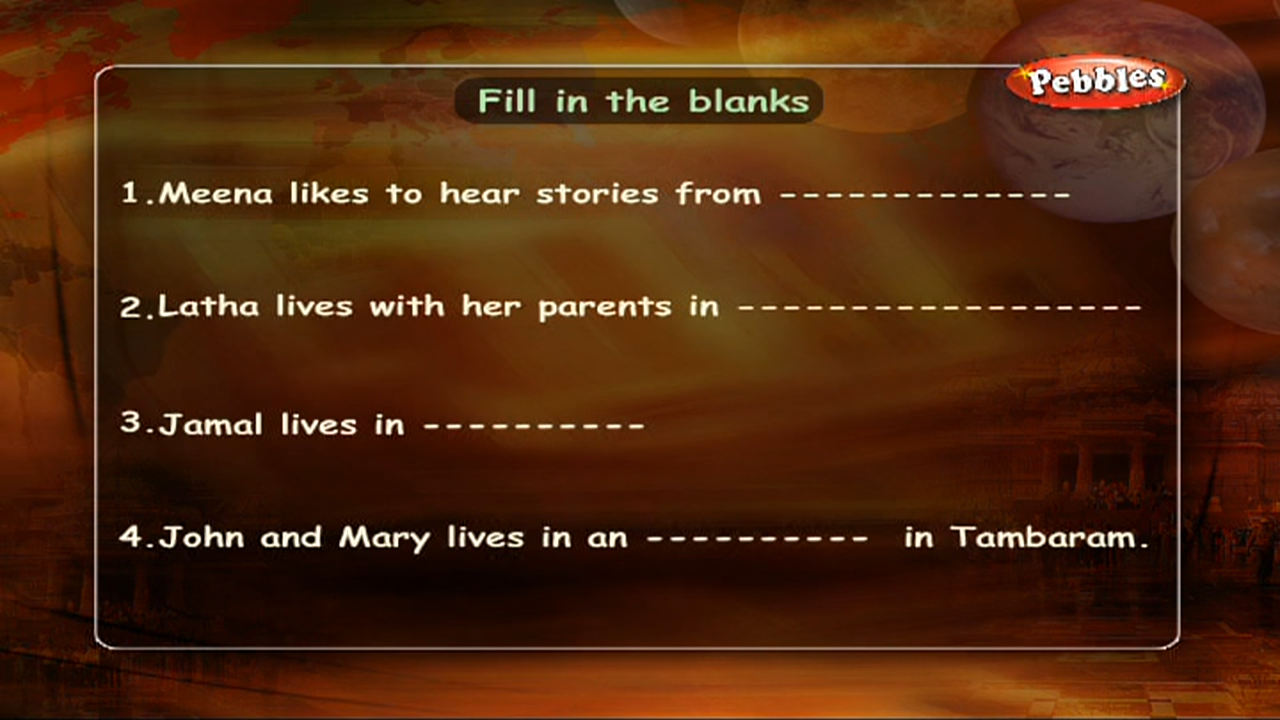 Pebbles
Fill in the blanks
1.Meena likes to hear stories from -------------
2.Latha lives with her parents in ------------------
3.Jamal lives in ----------
4.John and Mary lives in an ---------- in Tambaram.